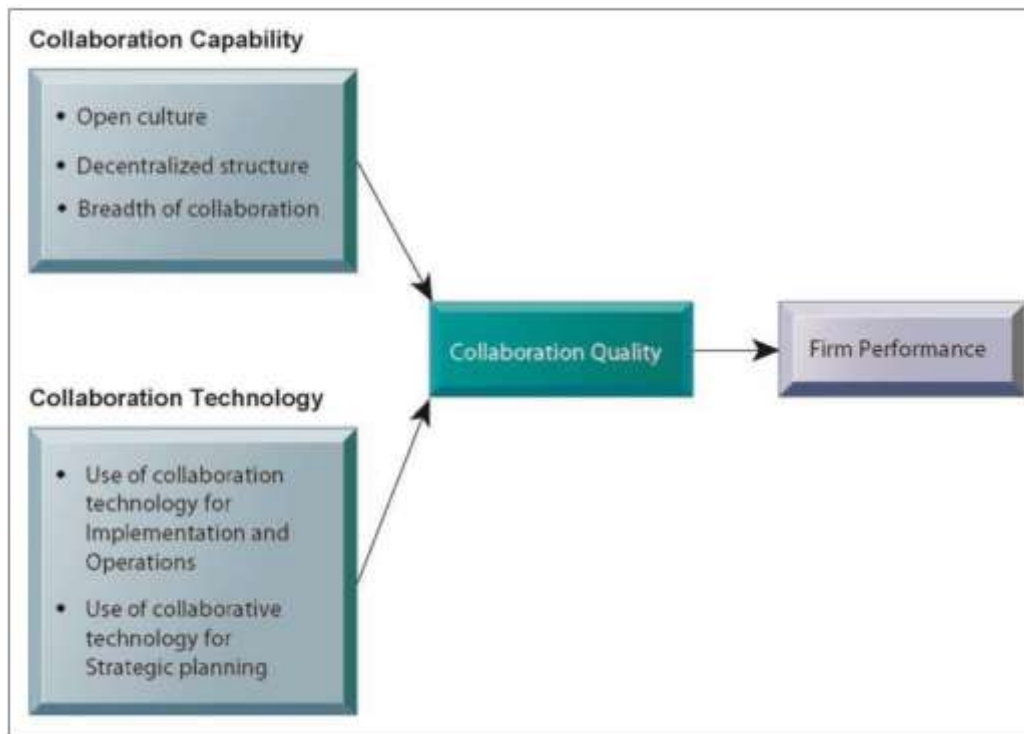 Collaboration Capability
• Open culture
• Decentralized structure
• Breadth of collaboration
Collaboration Quality
Firm Performance
Collaboration Technology
• Use of collaboration
technology for
Implementation and
Operations
• Use of collaborative
technology for
Strategic planning